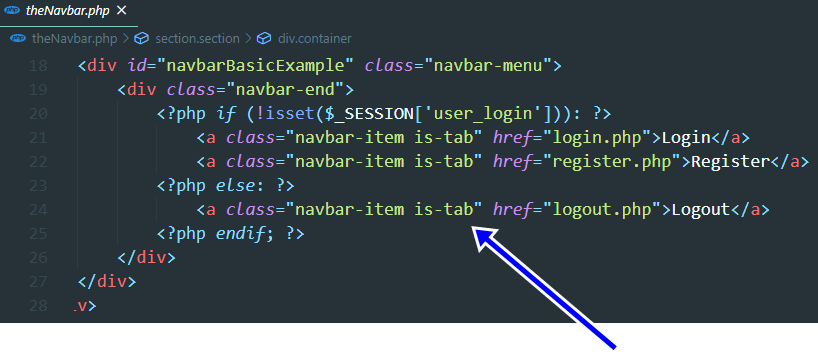 theNavbar.php ×
theNavbar.php > section.section > div.container
18 <div id="navbarBasicExample" class="navbar-menu">
19 <div class="navbar-end">
20 <?php if (!isset($_SESSION['user_login'])): ?>
21 <a class="navbar-item is-tab" href="login.php">Login</a>
22 <a class="navbar-item is-tab" href="register.php">Register</a>
23 <?php else: ?>
24 <a class="navbar-item is-tab" href="logout.php">Logout</a>
25 <?php endif; ?>
26 </div>
27 </div>
28 .v>